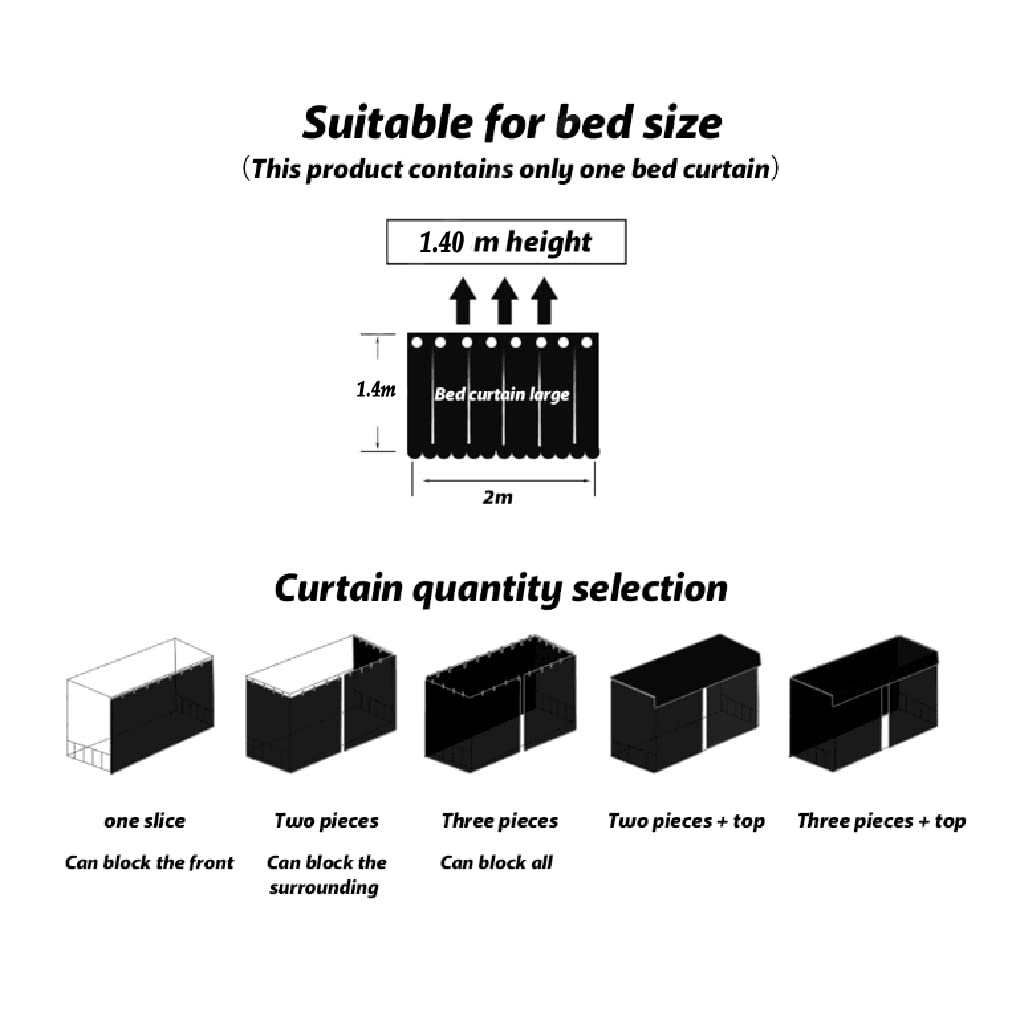 Suitable for bed size
（This product contains only one bed curtain）
1.40 m height
1.4m
Bed curtain large
2m
Curtain quantity selection
one slice
Two pieces
Three pieces
Two pieces + top
Three pieces + top
Can block the front
Can block the
surrounding
Can block all